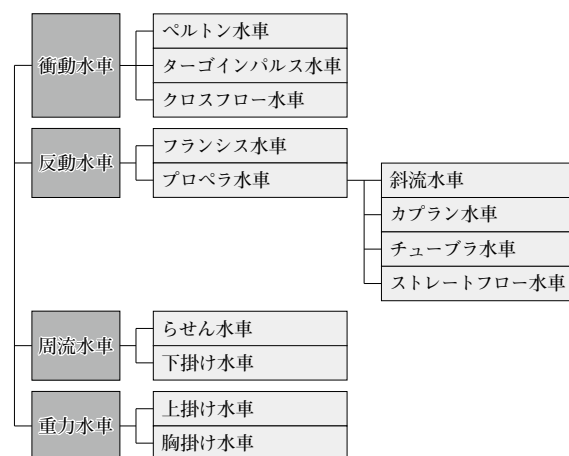 衝動水車
ペルトン水車
ターゴインパルス水車
クロスフロー水車
反動水車
フランシス水車
プロペラ水車
斜流水車
カプラン水車
チューブラ水車
ストレートフロー水車
周流水車
らせん水車
下掛け水車
重力水車
上掛け水車
胸掛け水車